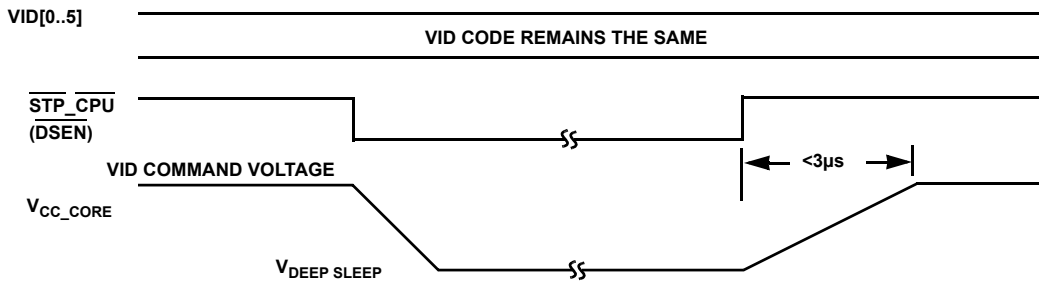 VID[0..5]
VID CODE REMAINS THE SAME
STP_CPU
(DSEN)
<3µs
VID COMMAND VOLTAGE
VCC_CORE
VDEEP SLEEP